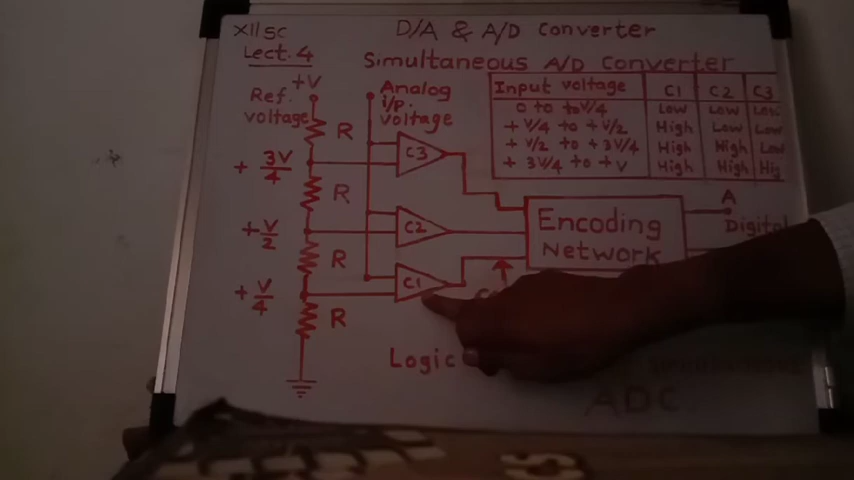 XII SC
D/A & A/D Converter
Lect. 4
Simultaneous A/D Converter
+V
Ref.
voltage
Analog
i/p.
voltage
Input voltage C1 C2 C3
0 to +V/4 Low Low Low
+ V/4 to + V/2 High Low Low
+ V/2 to + 3V/4 High High Low
+ 3V/4 to +V High High Hig
R
C3
+ 3V/4
R
A
+ V/2
C2
Encoding
Network
Digital
R
+ V/4
C1
R
Logic
ADC